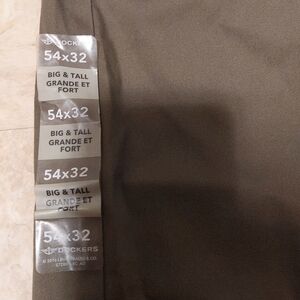 DOCKERS
54x32
BIG & TALL
GRANDE ET
FORT
54x32
BIG & TALL
GRANDE ET
FORT
54x32
BIG & TALL
GRANDE ET
FORT
54x32
DOCKERS